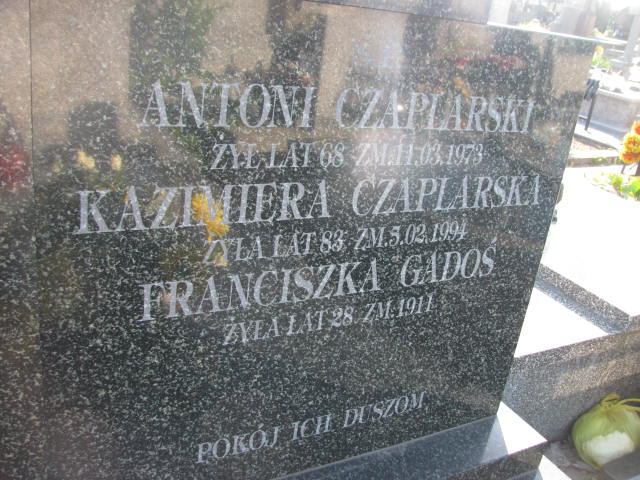 ANTONI CZAPLARSKI
ŻYŁ LAT 68 ZM.11.03.1973
KAZIMIERA CZAPLARSKA
ŻYŁA LAT 83 ZM.5.02.1994
FRANCISZKA GADOŚ
ŻYŁA LAT 28 ZM.1911
POKÓJ ICH DUSZOM